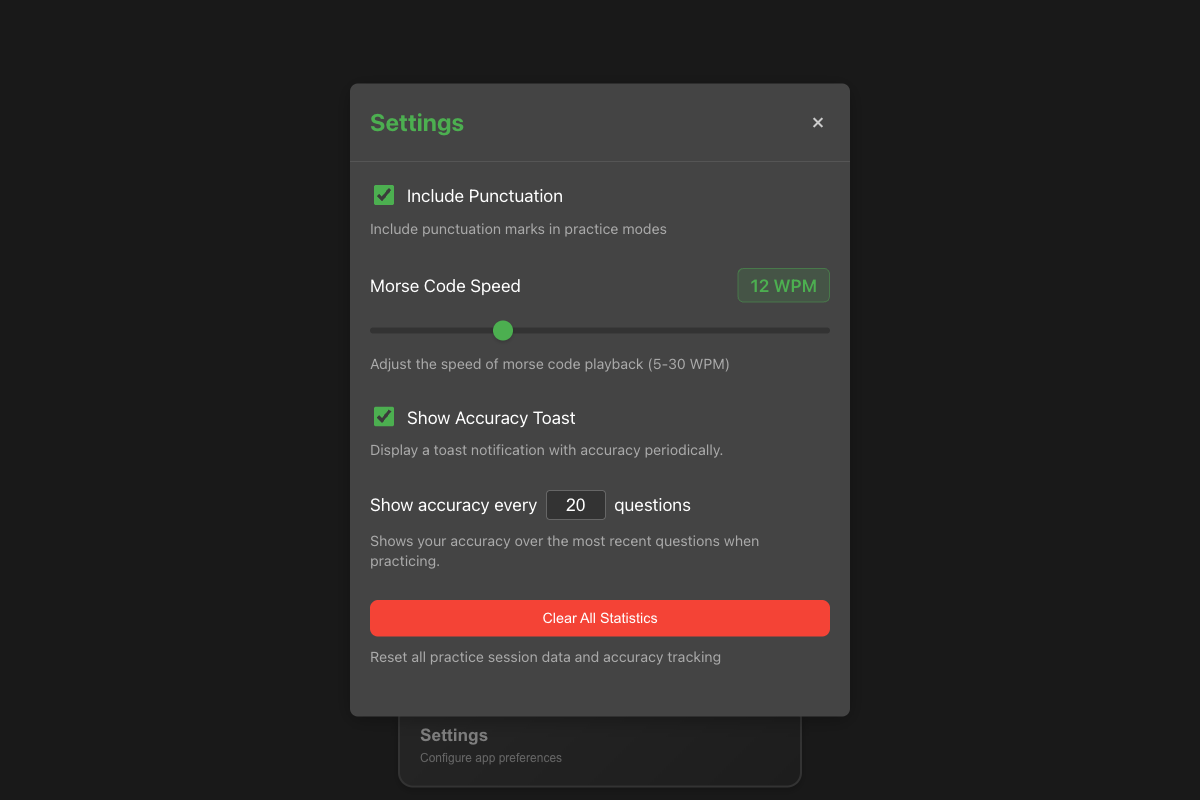 Settings
×
Include Punctuation
Include punctuation marks in practice modes
Morse Code Speed
12 WPM
Adjust the speed of morse code playback (5-30 WPM)
Show Accuracy Toast
Display a toast notification with accuracy periodically.
Show accuracy every 20 questions
Shows your accuracy over the most recent questions when
practicing.
Clear All Statistics
Reset all practice session data and accuracy tracking
Settings
Configure app preferences